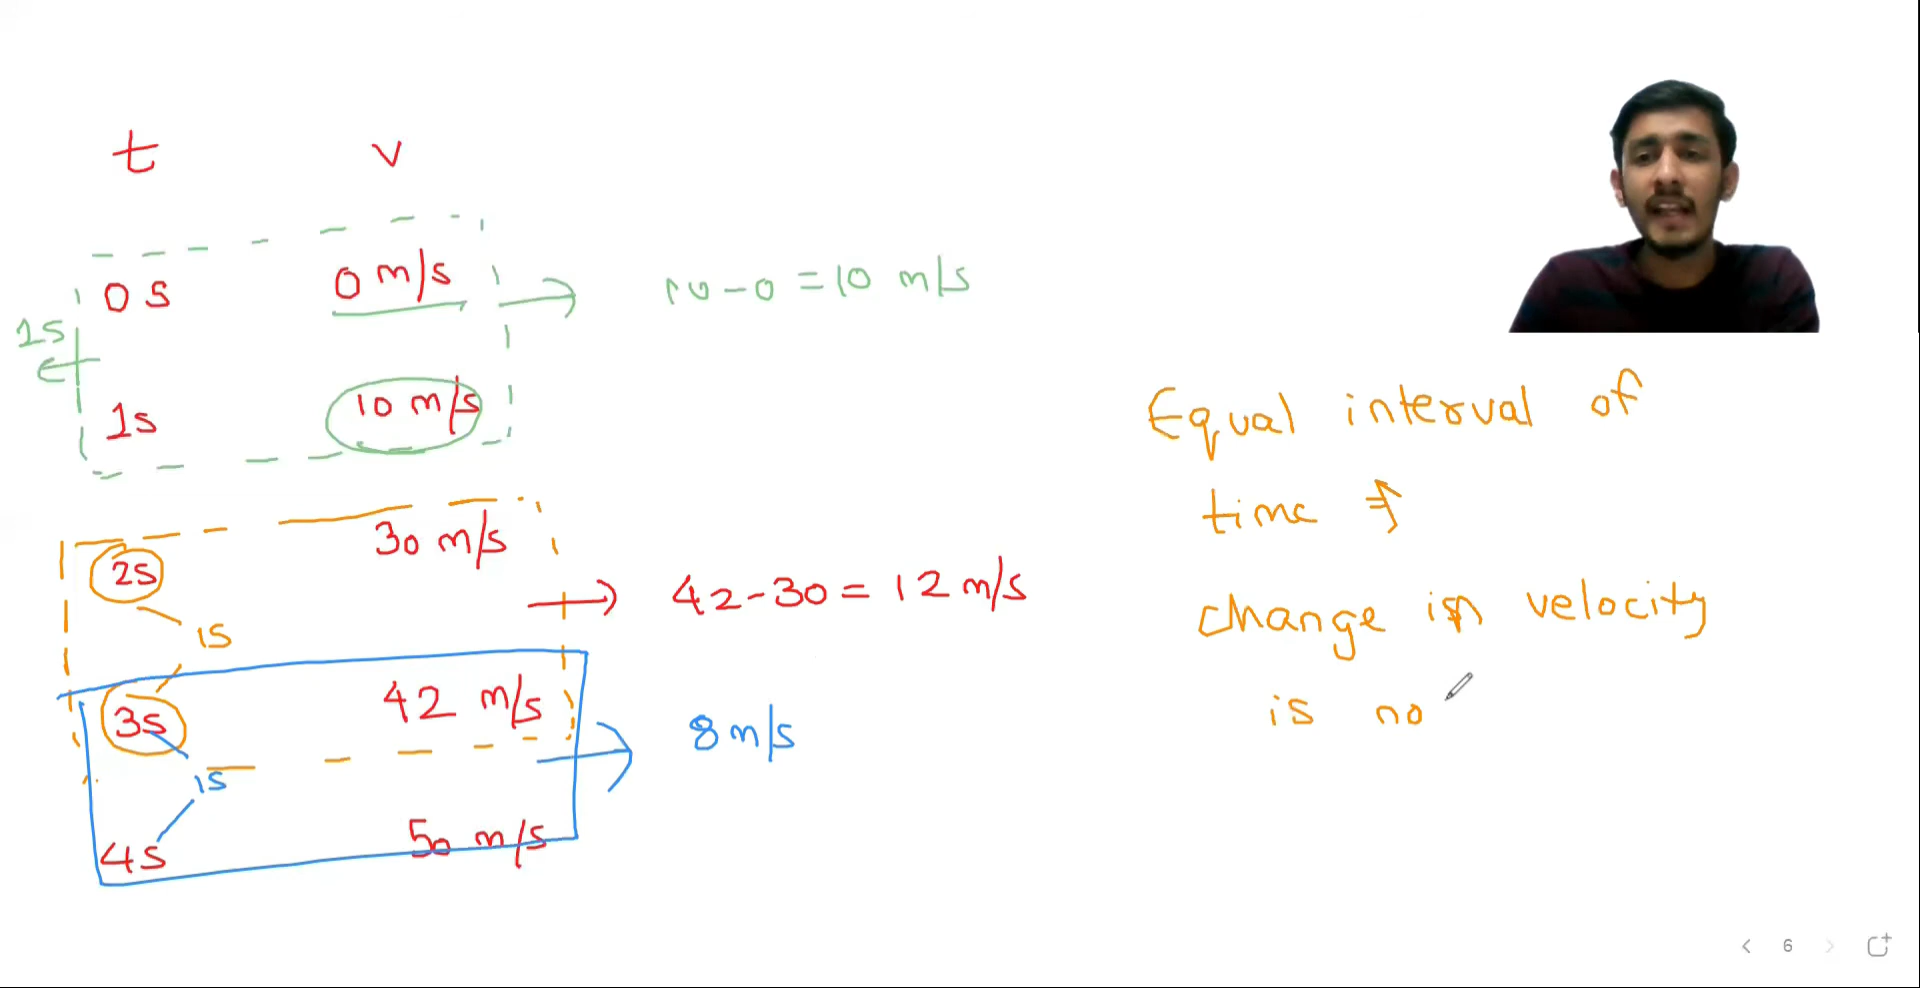 t v
0 s 0 m/s
10-0 = 10 m/s
1s
1s 10 m/s
2s 30 m/s
1s
42-30 = 12 m/s
3s 42 m/s
8 m/s
1s
4s 50 m/s
Equal interval of
time
change in velocity
is no
6